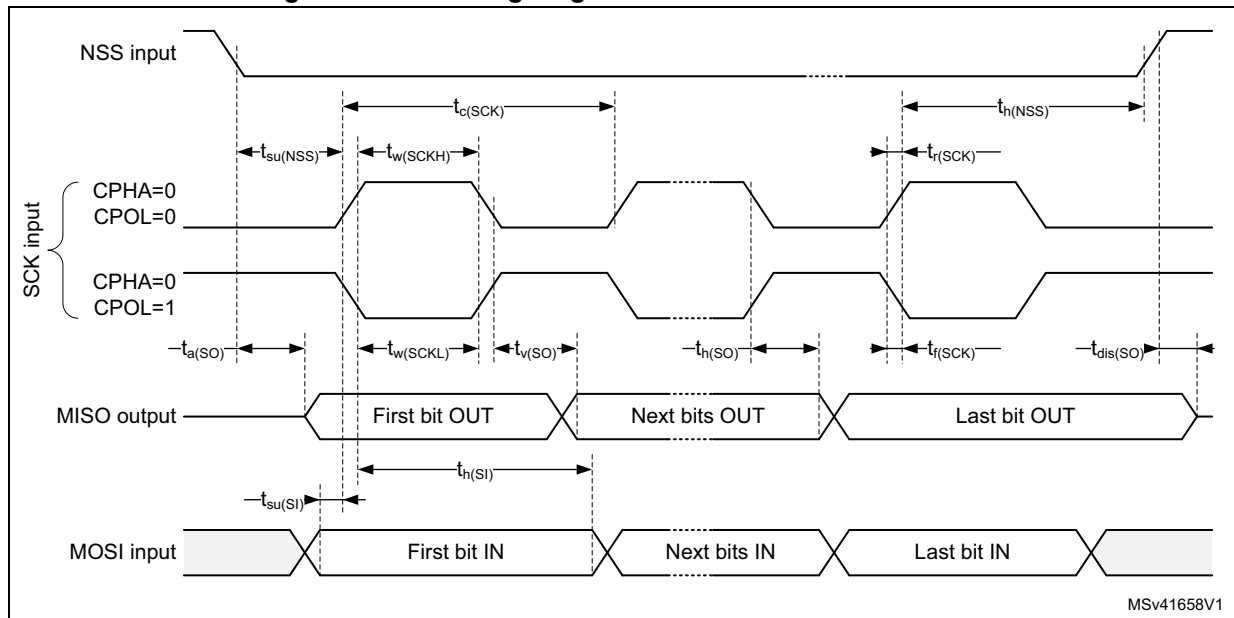 NSS input
tc(SCK)
th(NSS)
tsu(NSS)
tw(SCKH)
tr(SCK)
SCK input
CPHA=0
CPOL=0
CPHA=0
CPOL=1
ta(SO)
tw(SCKL)
tv(SO)
th(SO)
tf(SCK)
tdis(SO)
MISO output
First bit OUT
Next bits OUT
Last bit OUT
th(SI)
tsu(SI)
MOSI input
First bit IN
Next bits IN
Last bit IN
MSv41658V1